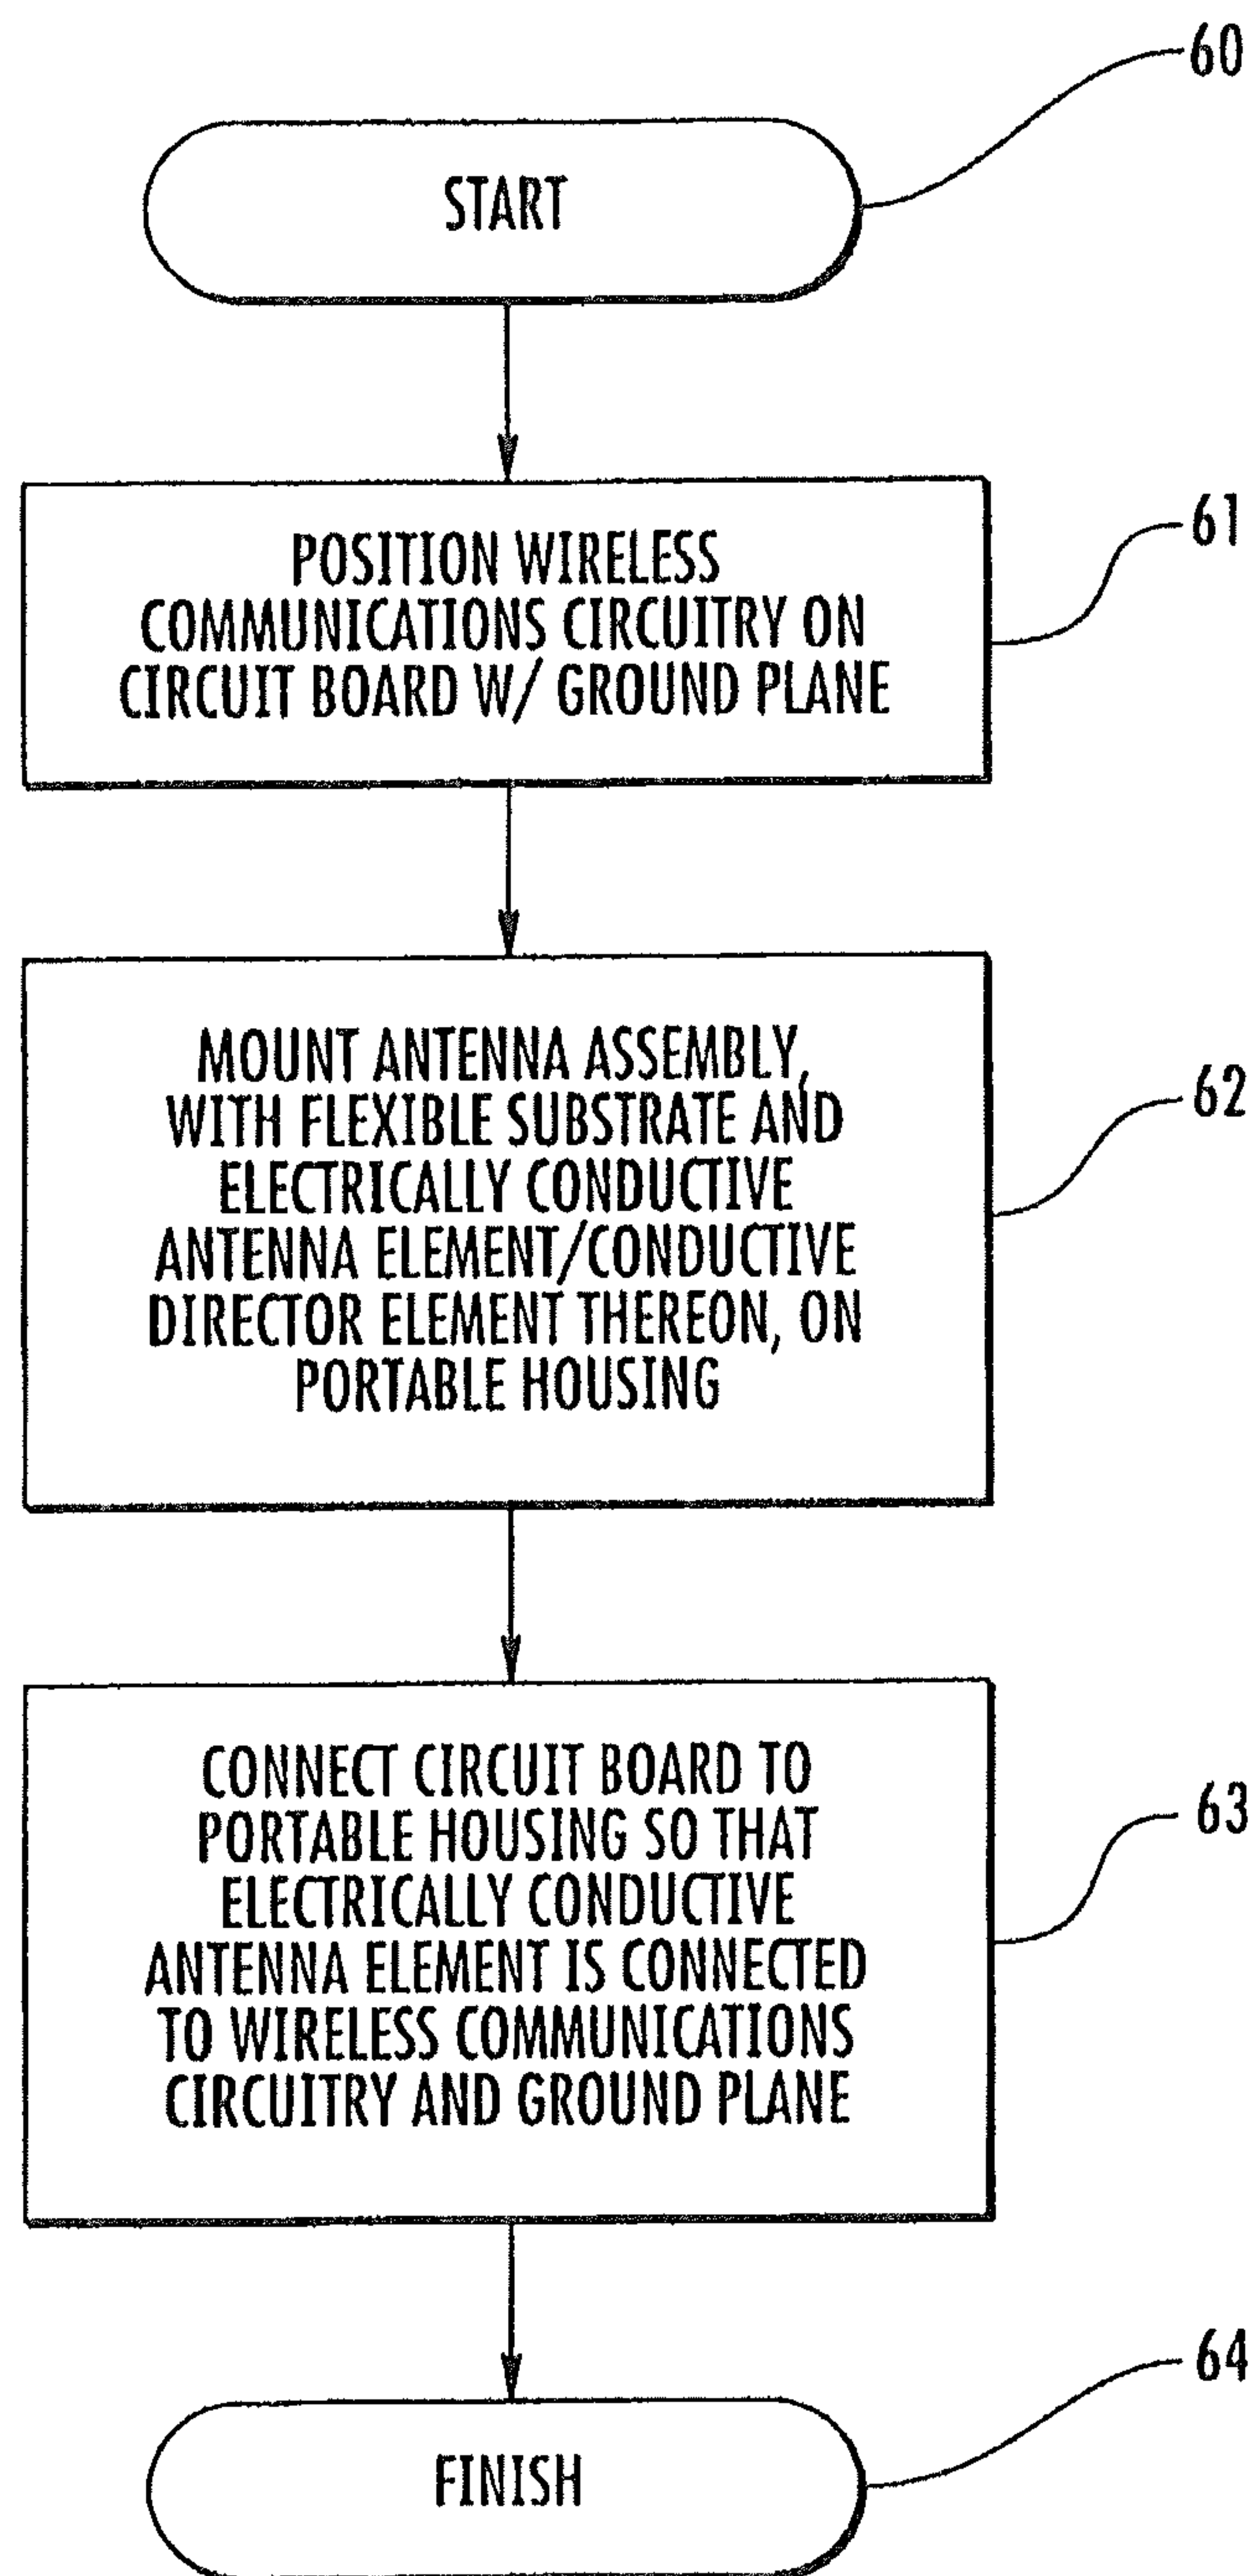 60
START
61
POSITION WIRELESS
COMMUNICATIONS CIRCUITRY ON
CIRCUIT BOARD W/ GROUND PLANE
62
MOUNT ANTENNA ASSEMBLY,
WITH FLEXIBLE SUBSTRATE AND
ELECTRICALLY CONDUCTIVE
ANTENNA ELEMENT/CONDUCTIVE
DIRECTOR ELEMENT THEREON, ON
PORTABLE HOUSING
63
CONNECT CIRCUIT BOARD TO
PORTABLE HOUSING SO THAT
ELECTRICALLY CONDUCTIVE
ANTENNA ELEMENT IS CONNECTED
TO WIRELESS COMMUNICATIONS
CIRCUITRY AND GROUND PLANE
64
FINISH